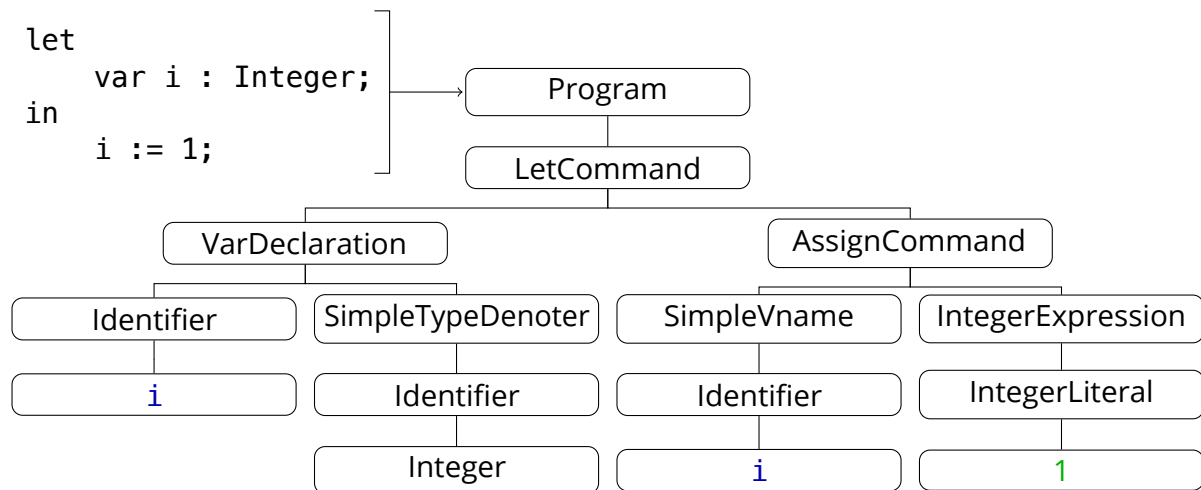 let
var i : Integer;
in
i := 1;
Program
LetCommand
VarDeclaration
AssignCommand
Identifier
SimpleTypeDenoter
SimpleVname
IntegerExpression
i
Identifier
Identifier
IntegerLiteral
Integer
i
1